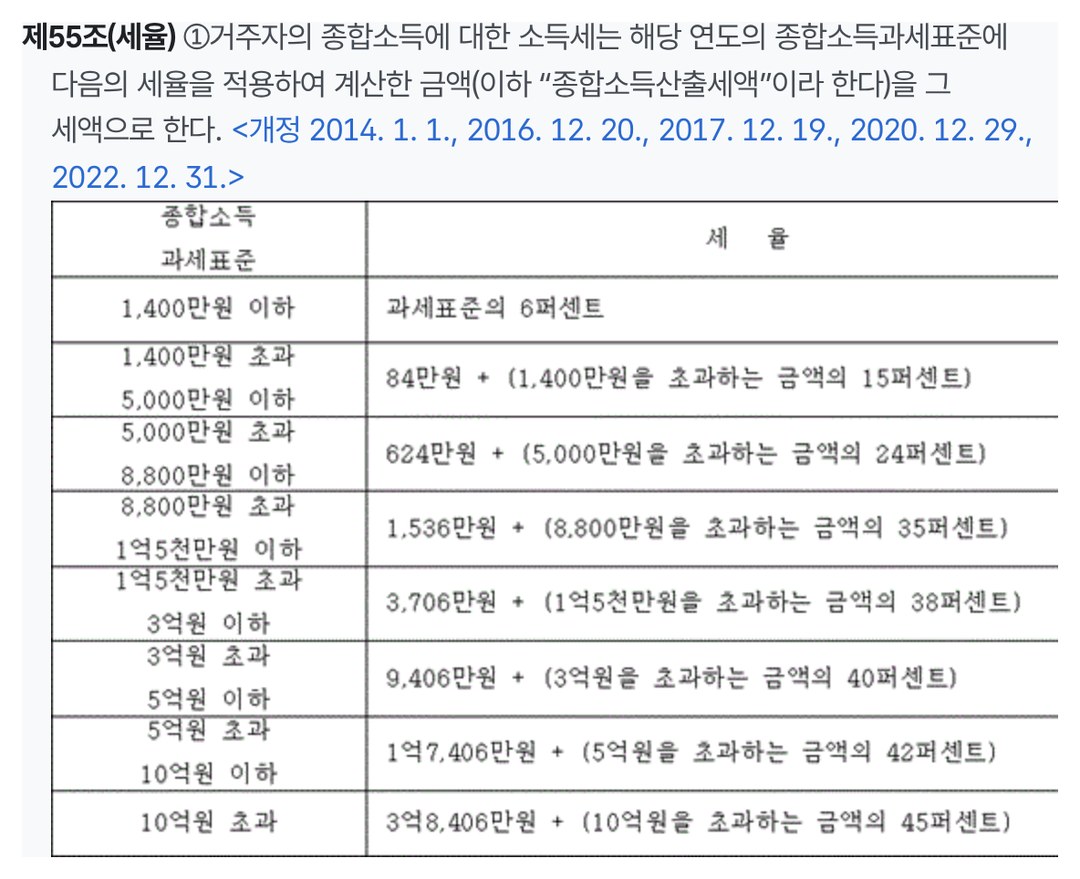 제55조(세율) ①거주자의 종합소득에 대한 소득세는 해당 연도의 종합소득과세표준에
다음의 세율을 적용하여 계산한 금액(이하 “종합소득산출세액”이라 한다)을 그
세액으로 한다. <개정 2014. 1. 1., 2016. 12. 20., 2017. 12. 19., 2020. 12. 29.,
2022. 12. 31.>
종합소득
과세표준
세 율
1,400만원 이하
과세표준의 6퍼센트
1,400만원 초과
5,000만원 이하
84만원 + (1,400만원을 초과하는 금액의 15퍼센트)
5,000만원 초과
8,800만원 이하
624만원 + (5,000만원을 초과하는 금액의 24퍼센트)
8,800만원 초과
1억5천만원 이하
1,536만원 + (8,800만원을 초과하는 금액의 35퍼센트)
1억5천만원 초과
3억원 이하
3,706만원 + (1억5천만원을 초과하는 금액의 38퍼센트)
3억원 초과
5억원 이하
9,406만원 + (3억원을 초과하는 금액의 40퍼센트)
5억원 초과
10억원 이하
1억7,406만원 + (5억원을 초과하는 금액의 42퍼센트)
10억원 초과
3억8,406만원 + (10억원을 초과하는 금액의 45퍼센트)